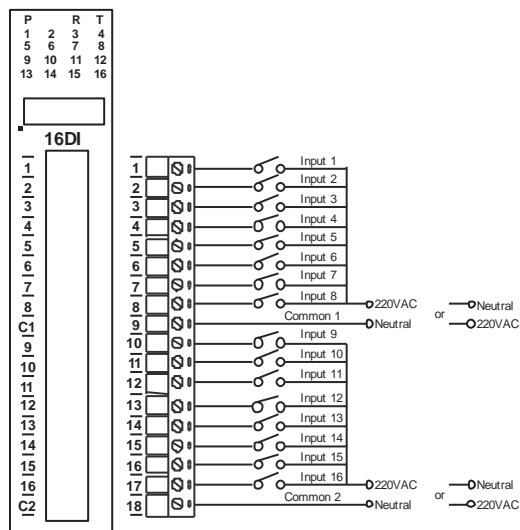 P R T
1 2 3 4
5 6 7 8
9 10 11 12
13 14 15 16
16DI
1
2
3
4
5
6
7
8
C1
9
10
11
12
13
14
15
16
C2
1 Input 1
2 Input 2
3 Input 3
4 Input 4
5 Input 5
6 Input 6
7 Input 7
8 Input 8 220VAC or Neutral
9 Common 1 Neutral 220VAC
10 Input 9
11 Input 10
12 Input 11
13 Input 12
14 Input 13
15 Input 14
16 Input 15
17 Input 16 220VAC or Neutral
18 Common 2 Neutral 220VAC